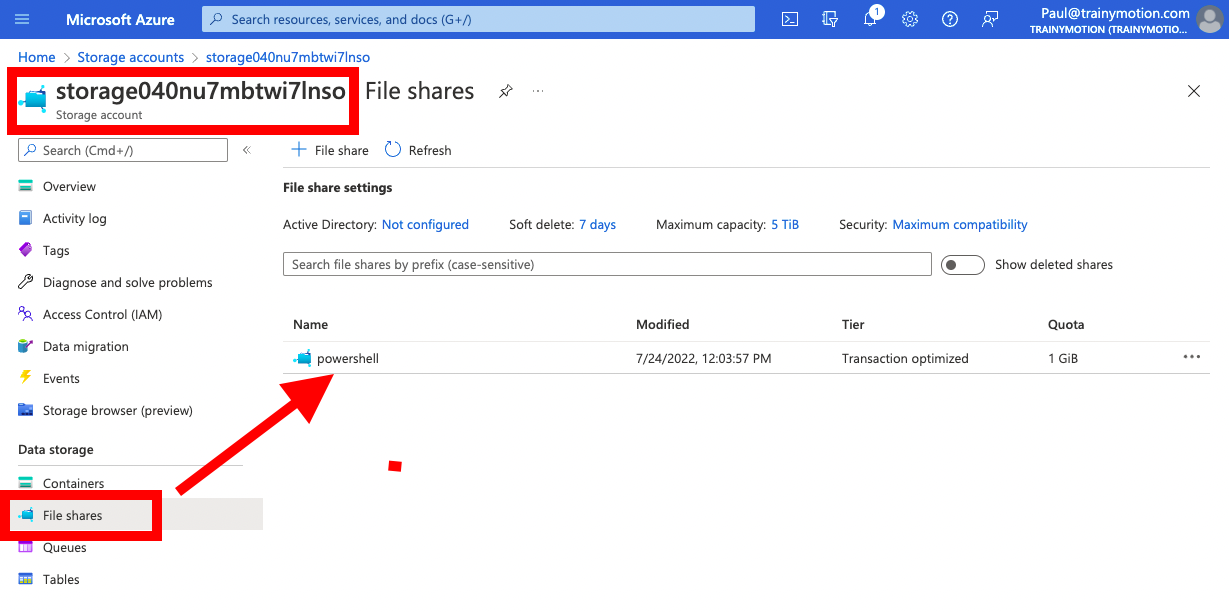 Microsoft Azure
Search resources, services, and docs (G+/)
1
Paul@trainymotion.com
TRAINYMOTION (TRAINYMOTIO...
Home > Storage accounts > storage040nu7mbtwi7lnso
storage040nu7mbtwi7lnso | File shares ...
Storage account
Search (Cmd+/)
«
Overview
Activity log
Tags
Diagnose and solve problems
Access Control (IAM)
Data migration
Events
Storage browser (preview)
Data storage
Containers
File shares
Queues
Tables
+ File share Refresh
File share settings
Active Directory: Not configured Soft delete: 7 days Maximum capacity: 5 TiB Security: Maximum compatibility
Search file shares by prefix (case-sensitive)
Show deleted shares
Name Modified Tier Quota
powershell 7/24/2022, 12:03:57 PM Transaction optimized 1 GiB ...